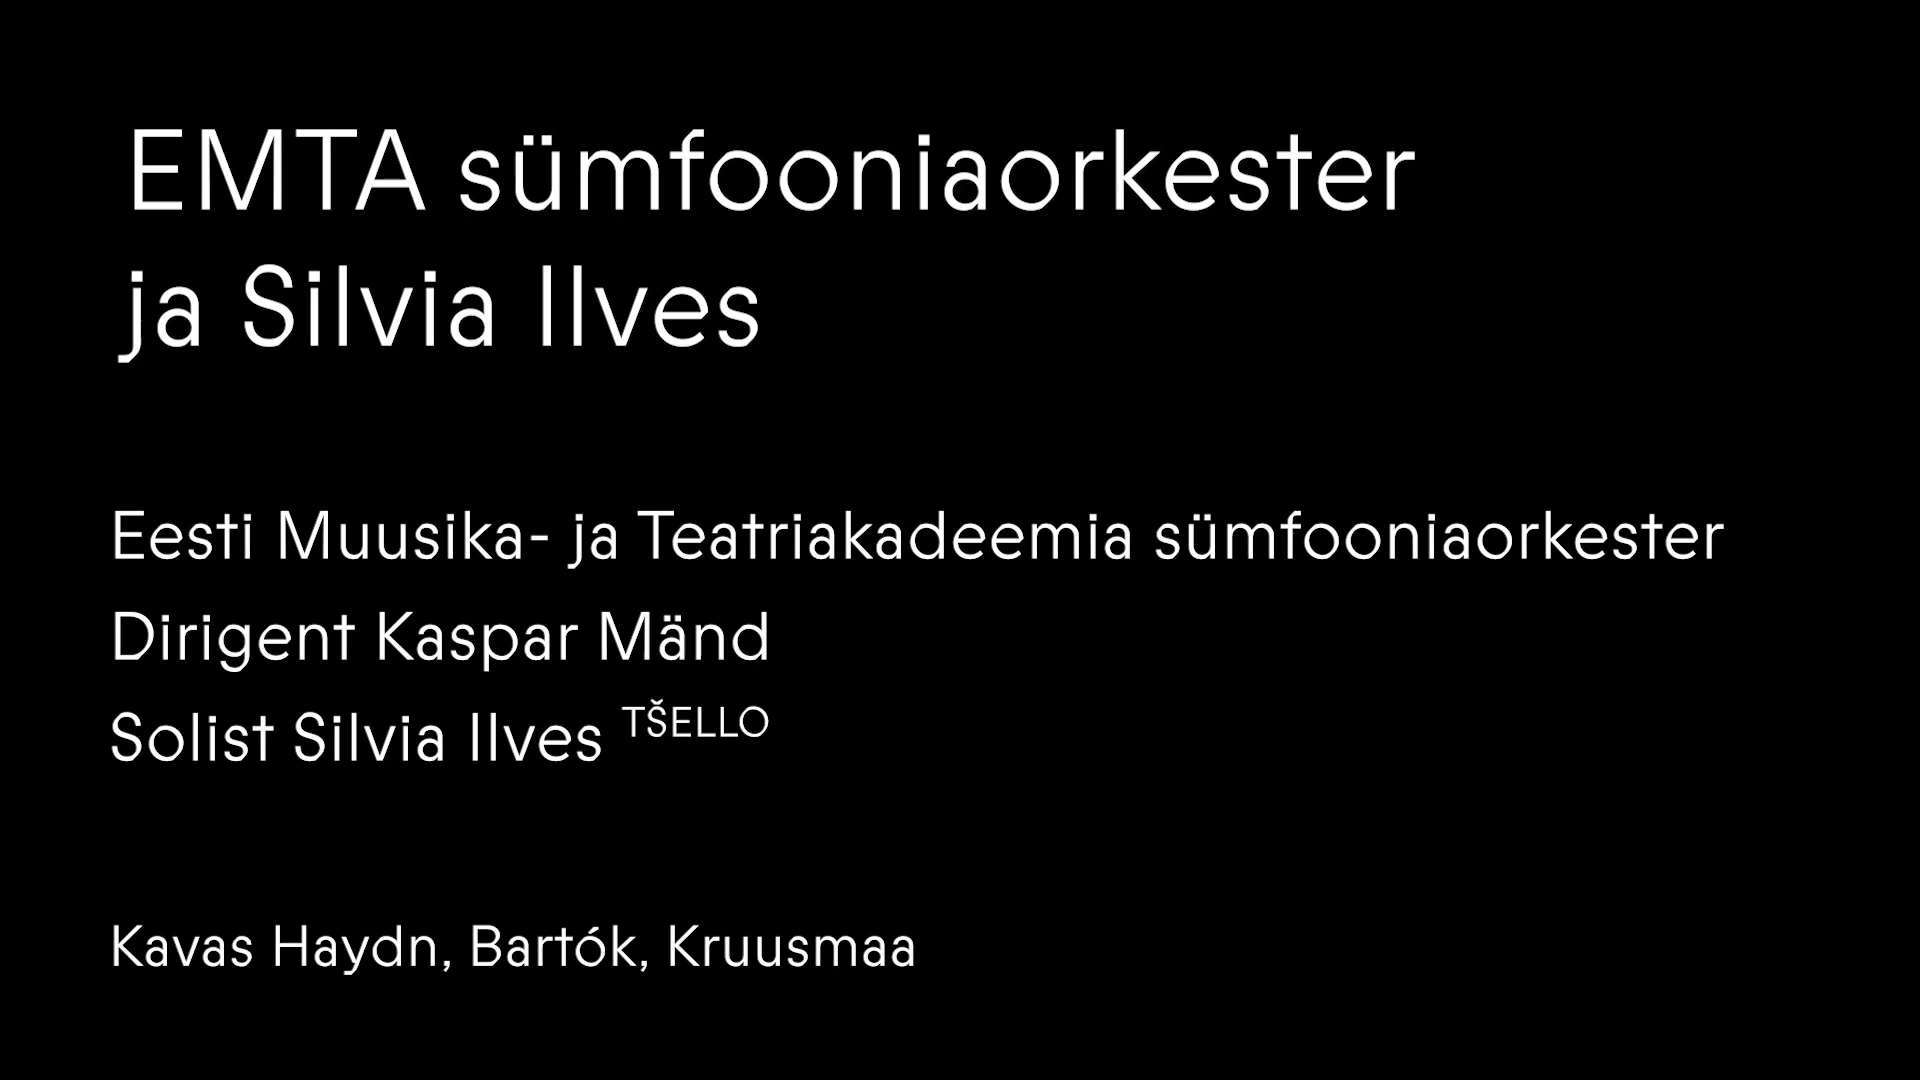 EMTA sümfooniaorkester
ja Silvia Ilves
Eesti Muusika- ja Teatriakadeemia sümfooniaorkester
Dirigent Kaspar Mänd
Solist Silvia Ilves TŠELLO
Kavas Haydn, Bartók, Kruusmaa